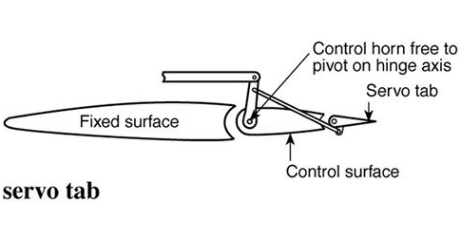 Control horn free to
pivot on hinge axis
Servo tab
Fixed surface
Control surface
servo tab